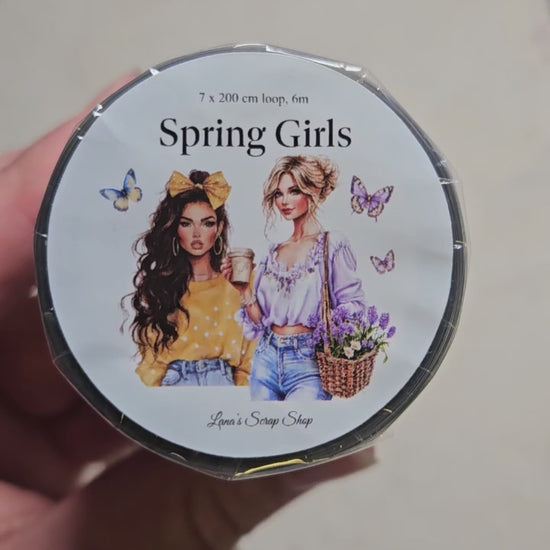 7 x 200 cm loop, 6m
Spring Girls
Lana's Scrap Shop